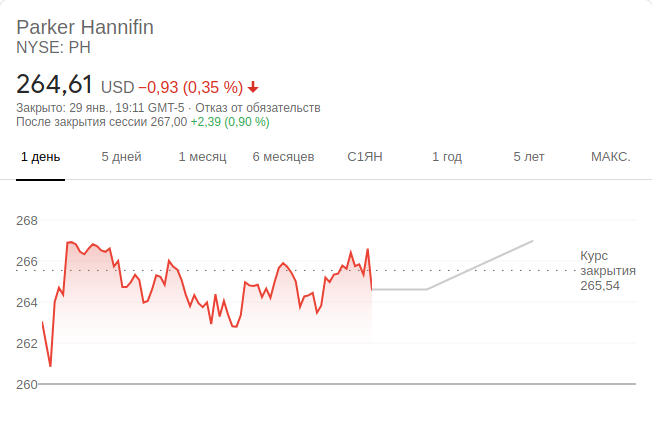 Parker Hannifin
NYSE: PH
264,61 USD −0,93 (0,35 %)
Закрыто: 29 янв., 19:11 GMT-5 · Отказ от обязательств
После закрытия сессии 267,00 +2,39 (0,90 %)
1 день 5 дней 1 месяц 6 месяцев С1ЯН 1 год 5 лет МАКС.
268
266
264
262
260
Курс
закрытия
265,54